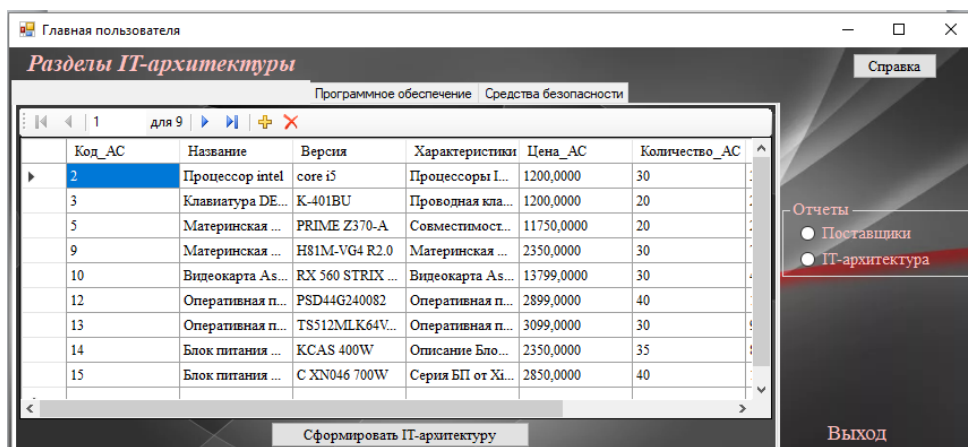 Главная пользователя
Разделы IT-архитектуры
Справка
Программное обеспечение Средства безопасности
1 для 9
Код_АС Название Версия Характеристики Цена_АС Количество_АС
2 Процессор intel core i5 Процессоры I... 1200,0000 30
3 Клавиатура DE... K-401BU Проводная кла... 1200,0000 20
5 Материнская ... PRIME Z370-A Совместимост... 11750,0000 20
9 Материнская ... H81M-VG4 R2.0 Материнская ... 2350,0000 30
10 Видеокарта As... RX 560 STRIX ... Видеокарта As... 13799,0000 30
12 Оперативная п... PSD44G240082 Оперативная п... 2899,0000 40
13 Оперативная п... TS512MLK64V... Оперативная п... 3099,0000 30
14 Блок питания ... KCAS 400W Описание Бло... 2350,0000 35
15 Блок питания ... C XN046 700W Серия БП от Xi... 2850,0000 40
Отчеты
Поставщики
IT-архитектура
Сформировать IT-архитектуру
Выход